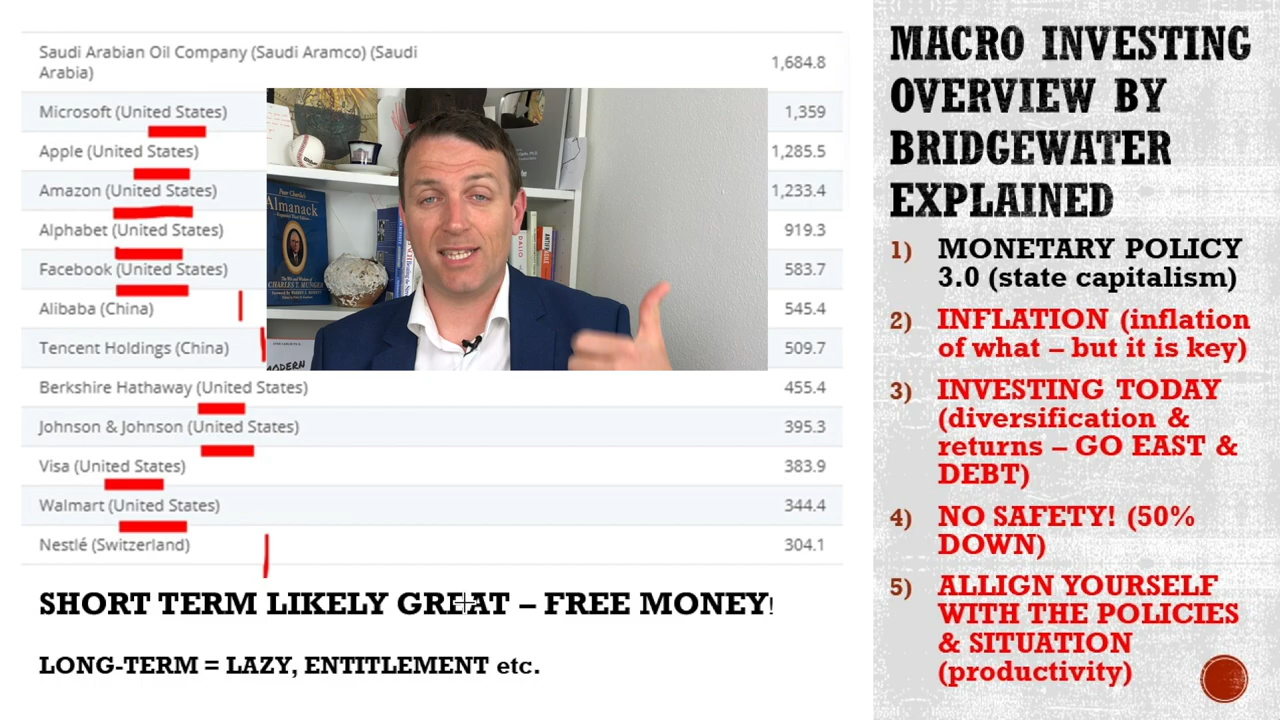 Saudi Arabian Oil Company (Saudi Aramco) (Saudi
Arabia)
1,684.8
Microsoft (United States)
1,359
Apple (United States)
1,285.5
Amazon (United States)
1,233.4
Alphabet (United States)
919.3
Facebook (United States)
583.7
Alibaba (China)
545.4
Tencent Holdings (China)
509.7
Berkshire Hathaway (United States)
455.4
Johnson & Johnson (United States)
395.3
Visa (United States)
383.9
Walmart (United States)
344.4
Nestlé (Switzerland)
304.1
Almanack
CHARLES T. MUNGER
DALIO
MODERN
SHORT TERM LIKELY GREAT – FREE MONEY!
LONG-TERM = LAZY, ENTITLEMENT etc.
MACRO INVESTING
OVERVIEW BY
BRIDGEWATER
EXPLAINED
1) MONETARY POLICY
3.0 (state capitalism)
2) INFLATION (inflation
of what – but it is key)
3) INVESTING TODAY
(diversification &
returns – GO EAST &
DEBT)
4) NO SAFETY! (50%
DOWN)
5) ALLIGN YOURSELF
WITH THE POLICIES
& SITUATION
(productivity)